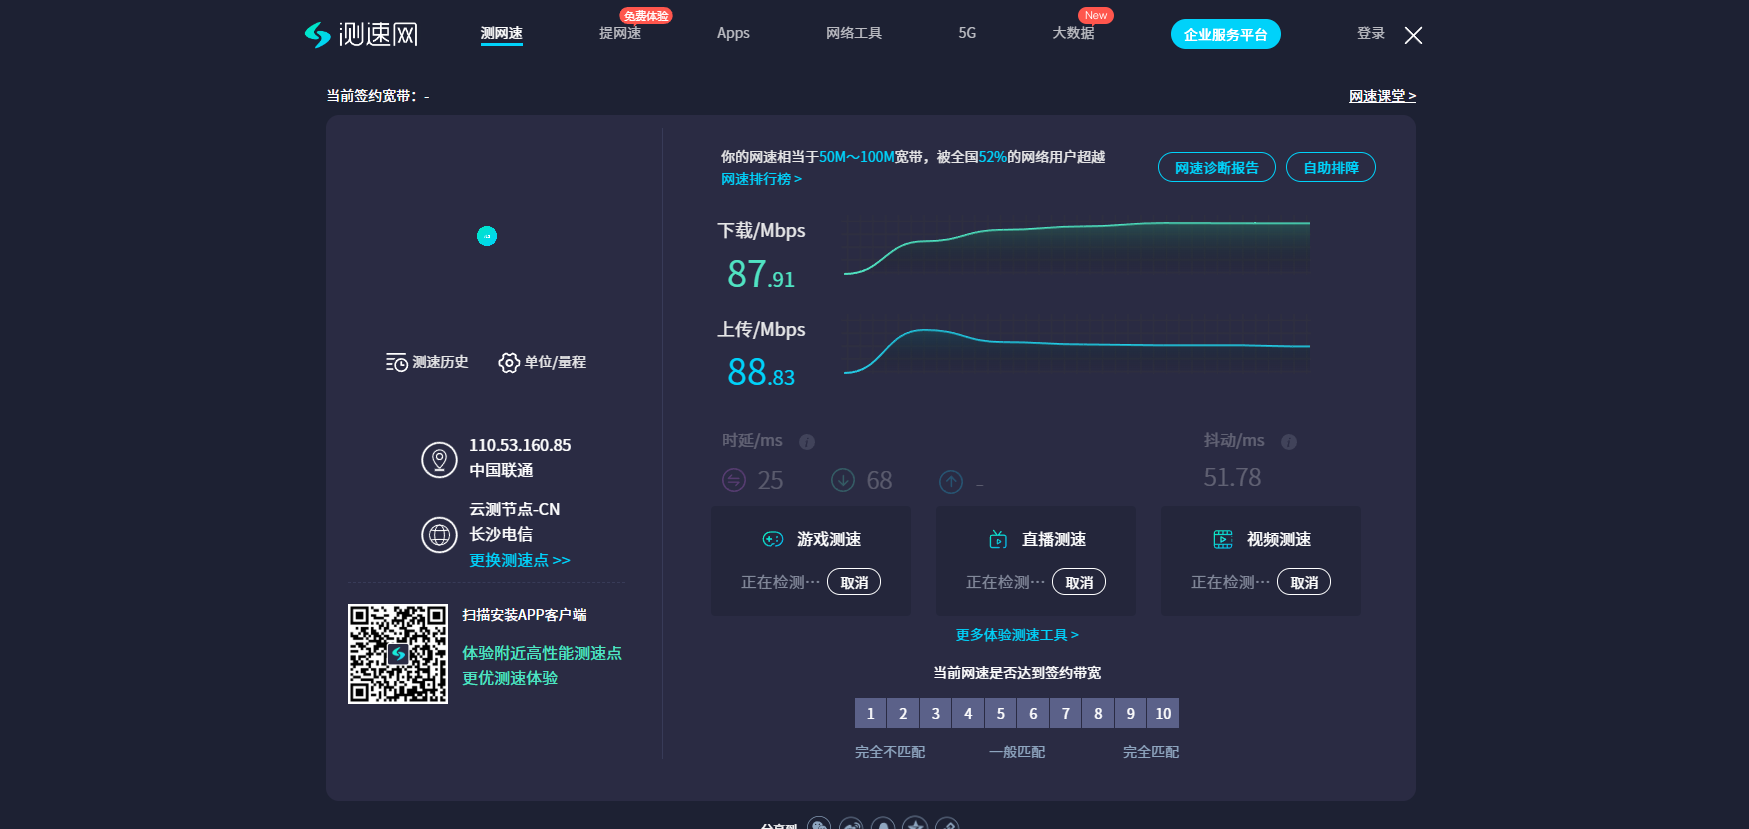 测速网
测网速
免费体验
提网速
Apps
网络工具
5G
New
大数据
企业服务平台
登录
当前签约宽带：-
网速课堂 >
你的网速相当于50M～100M宽带，被全国52%的网络用户超越
网速排行榜 >
网速诊断报告
自助排障
下载/Mbps
87.91
上传/Mbps
88.83
测速历史
单位/量程
110.53.160.85
中国联通
云测节点-CN
长沙电信
更换测速点 >>
扫描安装APP客户端
体验附近高性能测速点
更优测速体验
时延/ms
抖动/ms
25
68
-
51.78
游戏测速
直播测速
视频测速
正在检测··· 取消
正在检测··· 取消
正在检测··· 取消
更多体验测速工具 >
当前网速是否达到签约带宽
1 2 3 4 5 6 7 8 9 10
完全不匹配
一般匹配
完全匹配
分享到